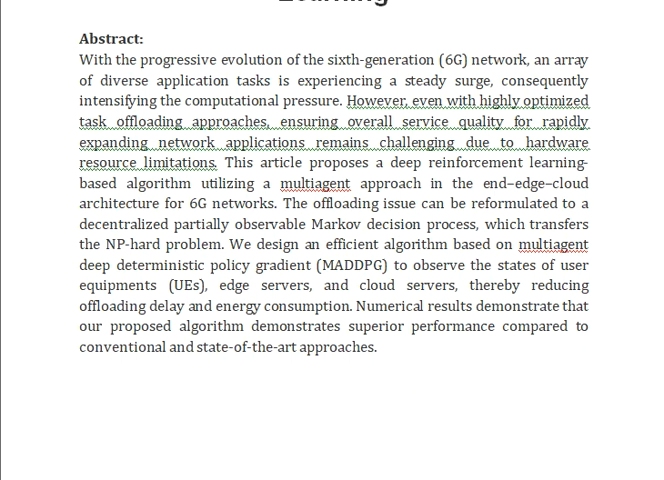 Learning
Abstract:
With the progressive evolution of the sixth-generation (6G) network, an array
of diverse application tasks is experiencing a steady surge, consequently
intensifying the computational pressure. However, even with highly optimized
task offloading approaches, ensuring overall service quality for rapidly
expanding network applications remains challenging due to hardware
resource limitations. This article proposes a deep reinforcement learning-
based algorithm utilizing a multiagent approach in the end–edge–cloud
architecture for 6G networks. The offloading issue can be reformulated to a
decentralized partially observable Markov decision process, which transfers
the NP-hard problem. We design an efficient algorithm based on multiagent
deep deterministic policy gradient (MADDPG) to observe the states of user
equipments (UEs), edge servers, and cloud servers, thereby reducing
offloading delay and energy consumption. Numerical results demonstrate that
our proposed algorithm demonstrates superior performance compared to
conventional and state-of-the-art approaches.